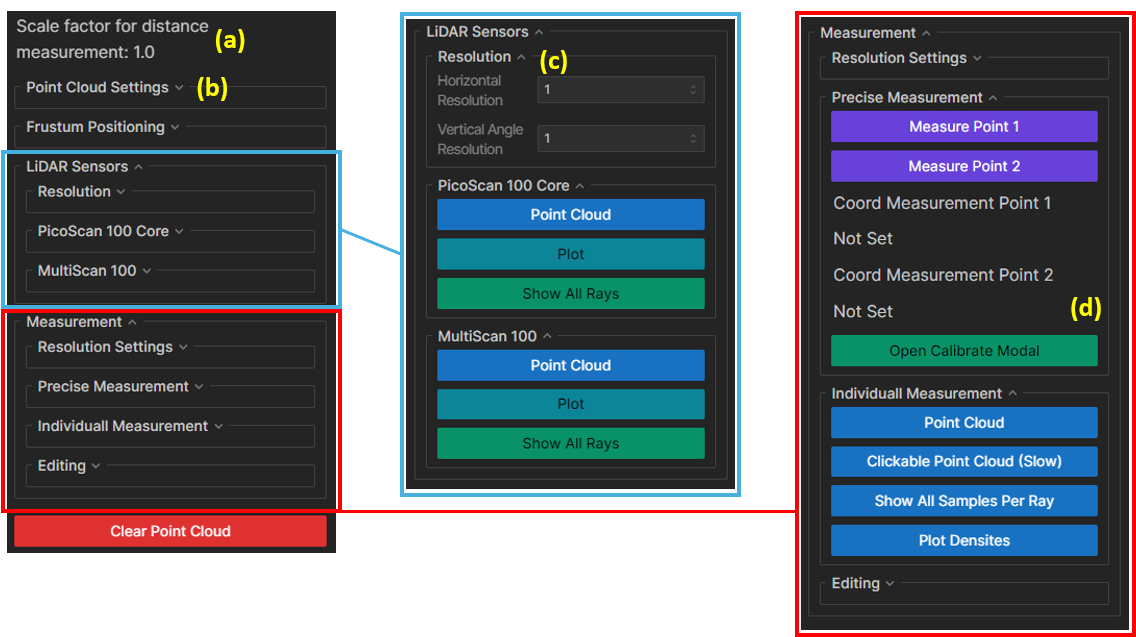 Scale factor for distance
measurement: 1.0
(a)
Point Cloud Settings
(b)
Frustum Positioning
LiDAR Sensors
Resolution
PicoScan 100 Core
MultiScan 100
Measurement
Resolution Settings
Precise Measurement
Individuall Measurement
Editing
Clear Point Cloud
LiDAR Sensors
Resolution
(c)
Horizontal
Resolution
1
Vertical Angle
Resolution
1
PicoScan 100 Core
Point Cloud
Plot
Show All Rays
MultiScan 100
Point Cloud
Plot
Show All Rays
Measurement
Resolution Settings
Precise Measurement
Measure Point 1
Measure Point 2
Coord Measurement Point 1
Not Set
Coord Measurement Point 2
Not Set
(d)
Open Calibrate Modal
Individuall Measurement
Point Cloud
Clickable Point Cloud (Slow)
Show All Samples Per Ray
Plot Densites
Editing